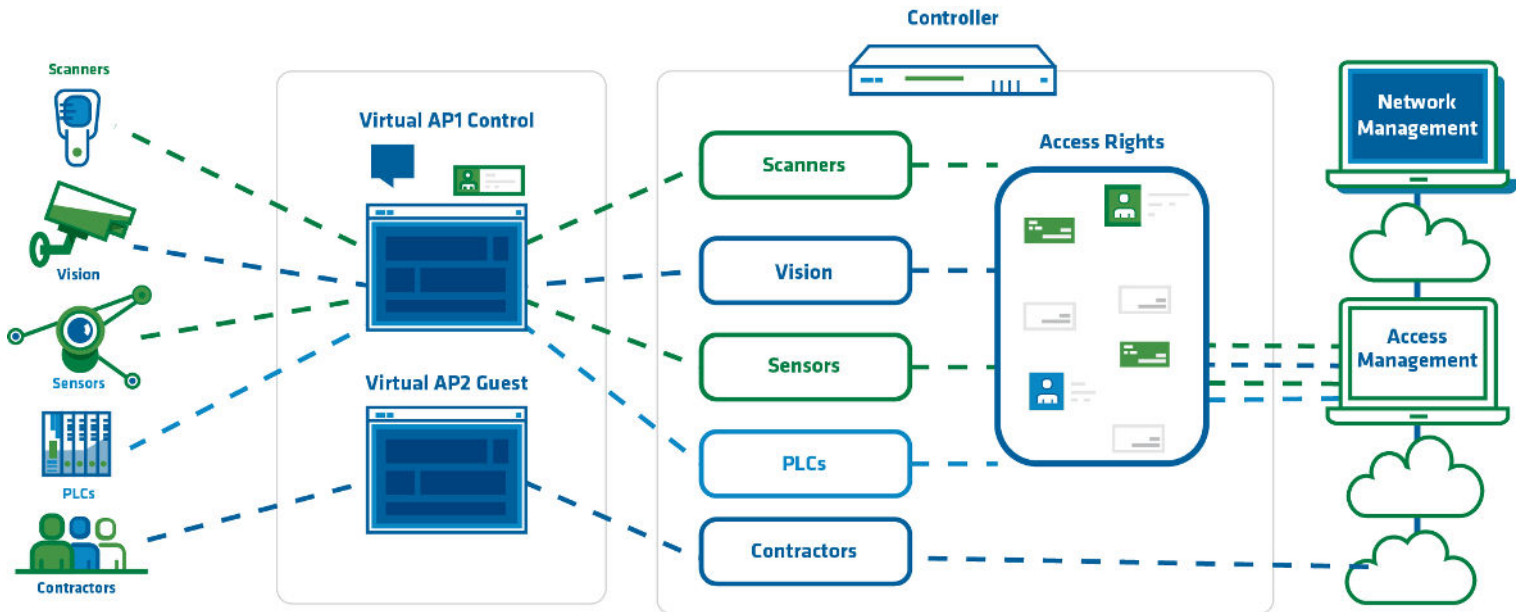 Scanners
Vision
Sensors
PLCs
Contractors
Virtual AP1 Control
Virtual AP2 Guest
Controller
Scanners
Vision
Sensors
PLCs
Contractors
Access Rights
Network
Management
Access
Management